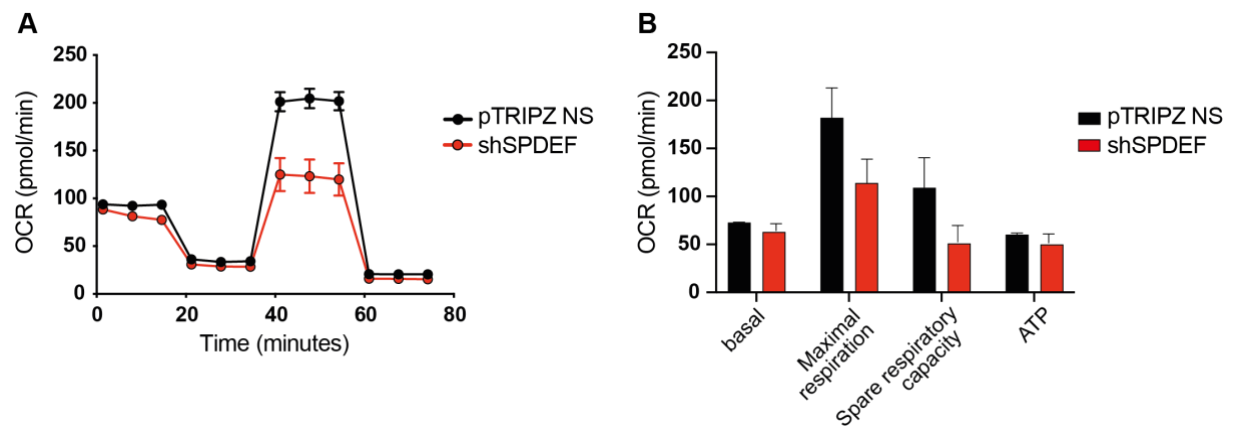 A
250
200
150
100
50
0
OCR (pmol/min)
0 20 40 60 80
Time (minutes)
pTRIPZ NS
shSPDEF
B
250
200
150
100
50
0
OCR (pmol/min)
basal
Maximal
respiration
Spare respiratory
capacity
ATP
pTRIPZ NS
shSPDEF